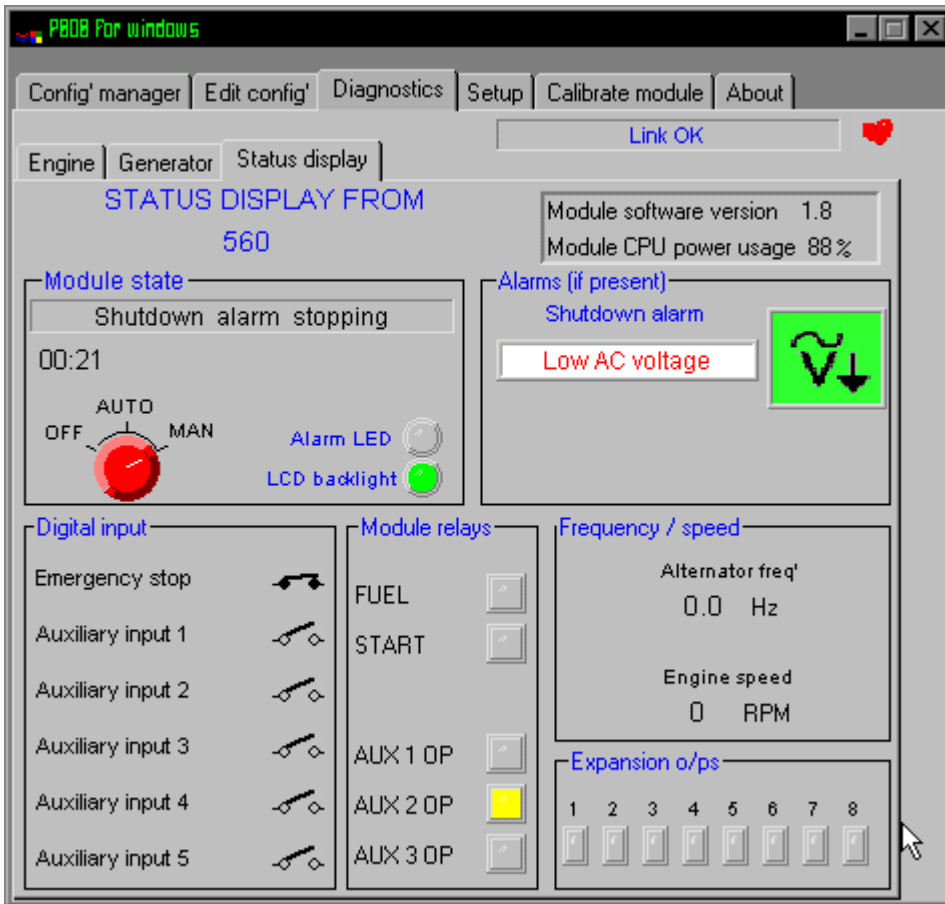 P808 For windows
Config' manager Edit config' Diagnostics Setup Calibrate module About
Link OK
Engine Generator Status display
STATUS DISPLAY FROM
560
Module software version 1.8
Module CPU power usage 88%
Module state
Shutdown alarm stopping
00:21
OFF AUTO MAN
Alarm LED
LCD backlight
Alarms (if present)
Shutdown alarm
Low AC voltage
V
Digital input
Emergency stop
Auxiliary input 1
Auxiliary input 2
Auxiliary input 3
Auxiliary input 4
Auxiliary input 5
Module relays
FUEL
START
AUX 1 OP
AUX 2 OP
AUX 3 OP
Frequency / speed
Alternator freq'
0.0 Hz
Engine speed
0 RPM
Expansion o/ps
1 2 3 4 5 6 7 8